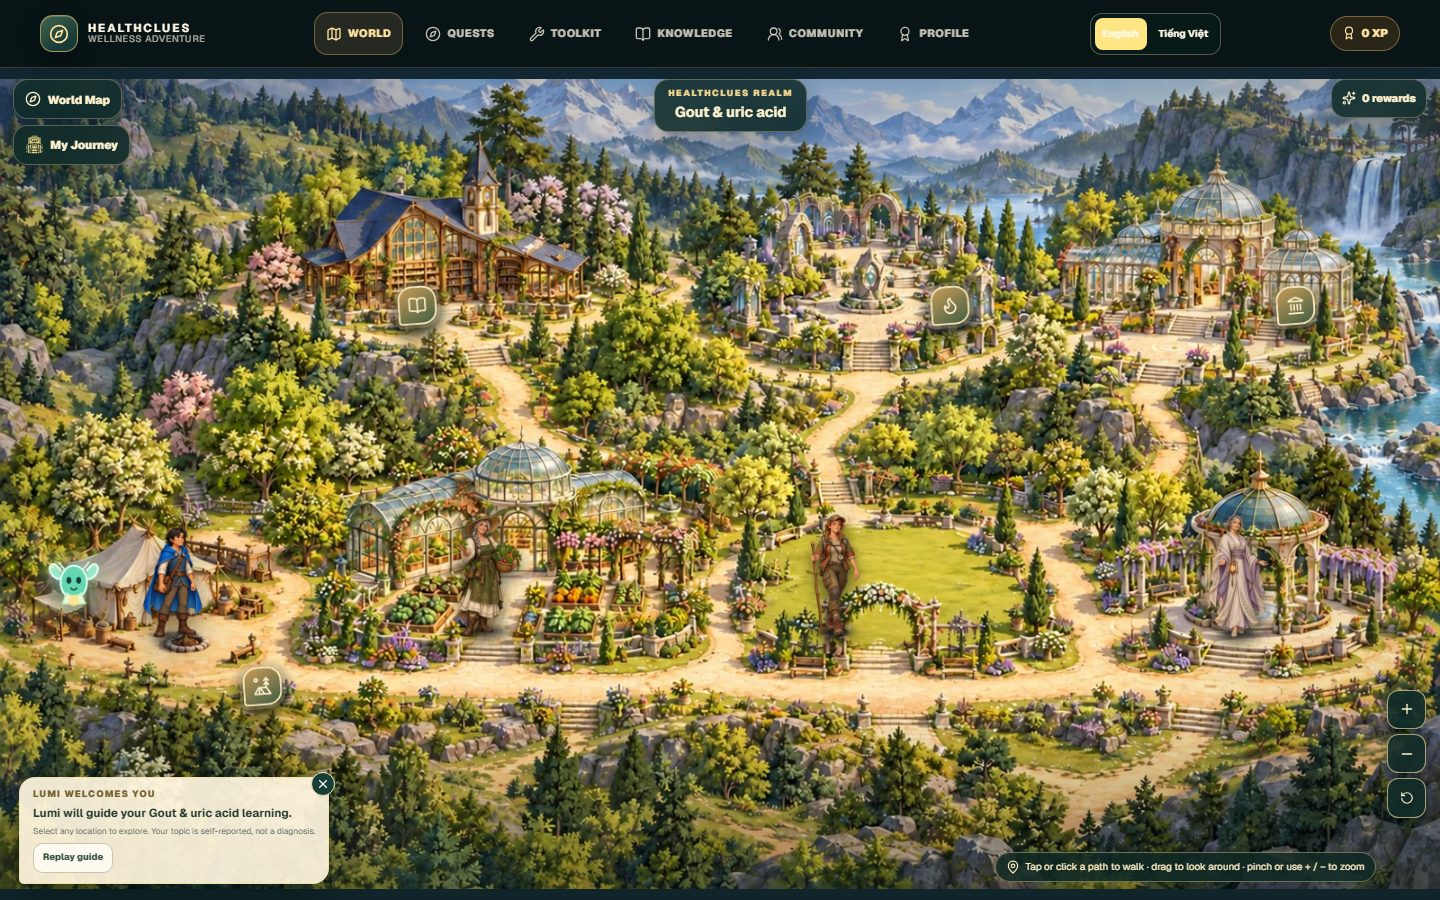 HEALTHCLUES
WELLNESS ADVENTURE
WORLD
QUESTS
TOOLKIT
KNOWLEDGE
COMMUNITY
PROFILE
English
Tiếng Việt
0 XP
World Map
My Journey
HEALTHCLUES REALM
Gout & uric acid
0 rewards
LUMI WELCOMES YOU
Lumi will guide your Gout & uric acid learning.
Select any location to explore. Your topic is self-reported, not a diagnosis.
Replay guide
Tap or click a path to walk · drag to look around · pinch or use + / − to zoom